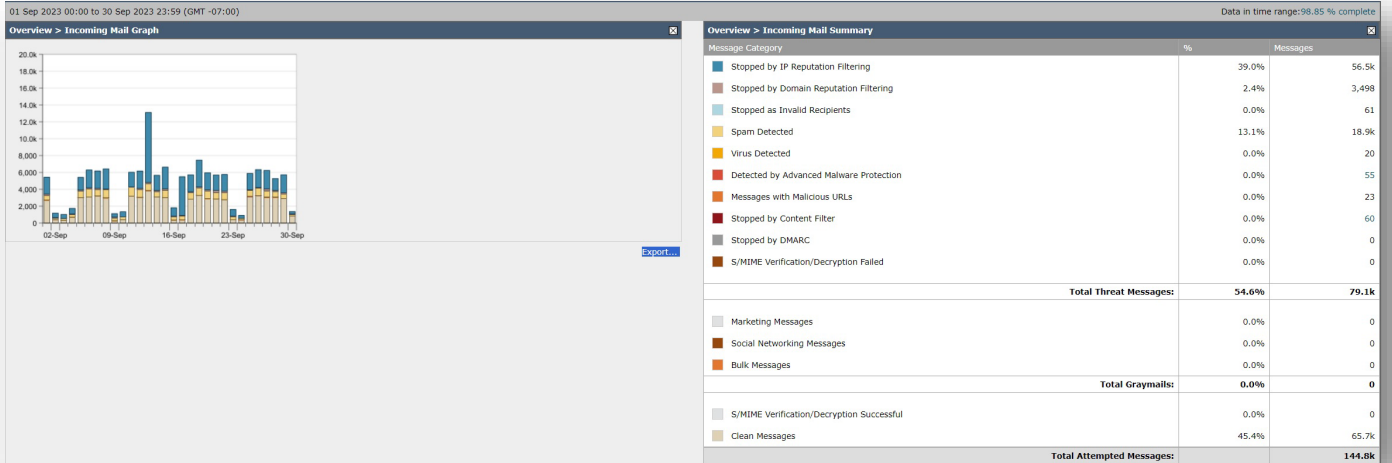 01 Sep 2023 00:00 to 30 Sep 2023 23:59 (GMT -07:00)
Data in time range:98.85 % complete
Overview > Incoming Mail Graph
20.0k
18.0k
16.0k
14.0k
12.0k
10.0k
8,000
6,000
4,000
2,000
0
02-Sep 09-Sep 16-Sep 23-Sep 30-Sep
Export...
Overview > Incoming Mail Summary
Message Category % Messages
Stopped by IP Reputation Filtering 39.0% 56.5k
Stopped by Domain Reputation Filtering 2.4% 3,498
Stopped as Invalid Recipients 0.0% 61
Spam Detected 13.1% 18.9k
Virus Detected 0.0% 20
Detected by Advanced Malware Protection 0.0% 55
Messages with Malicious URLs 0.0% 23
Stopped by Content Filter 0.0% 60
Stopped by DMARC 0.0% 0
S/MIME Verification/Decryption Failed 0.0% 0
Total Threat Messages: 54.6% 79.1k
Marketing Messages 0.0% 0
Social Networking Messages 0.0% 0
Bulk Messages 0.0% 0
Total Graymails: 0.0% 0
S/MIME Verification/Decryption Successful 0.0% 0
Clean Messages 45.4% 65.7k
Total Attempted Messages: 144.8k